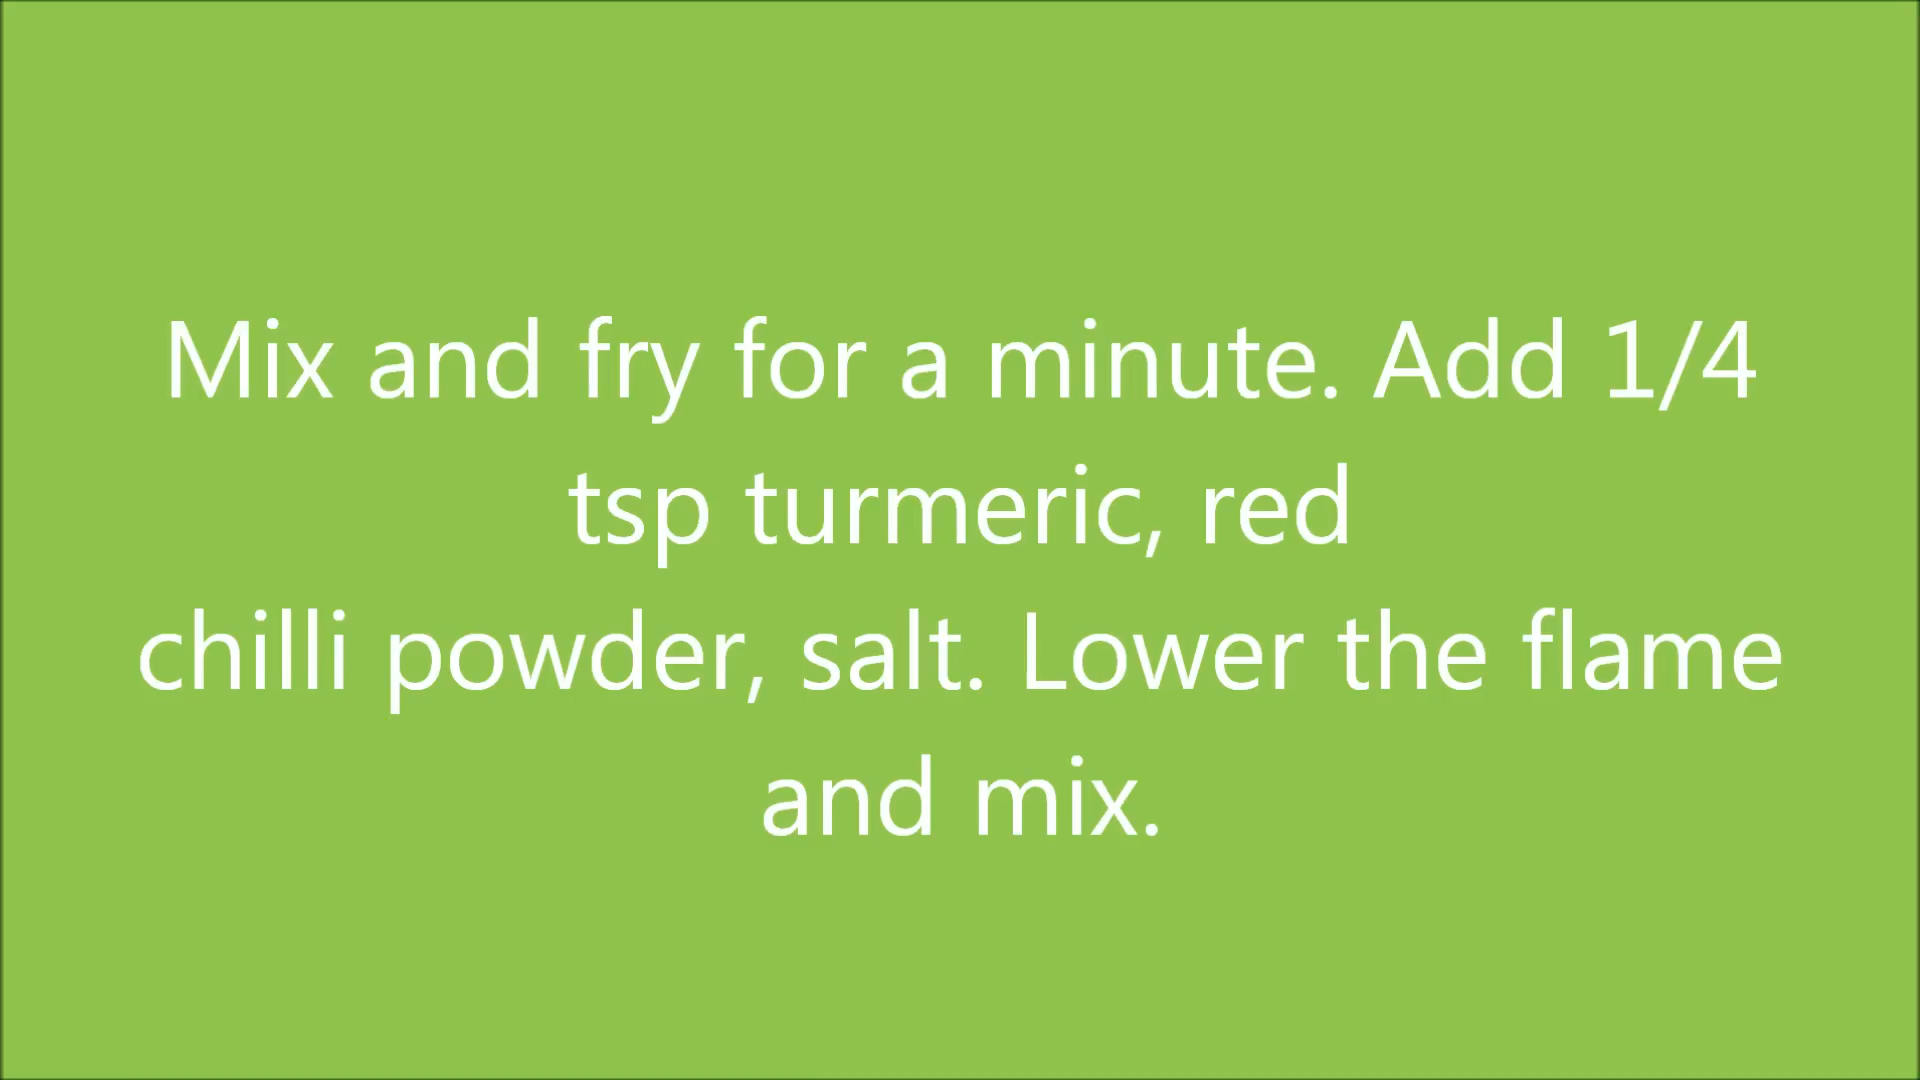 Mix and fry for a minute. Add 1/4
tsp turmeric, red
chilli powder, salt. Lower the flame
and mix.